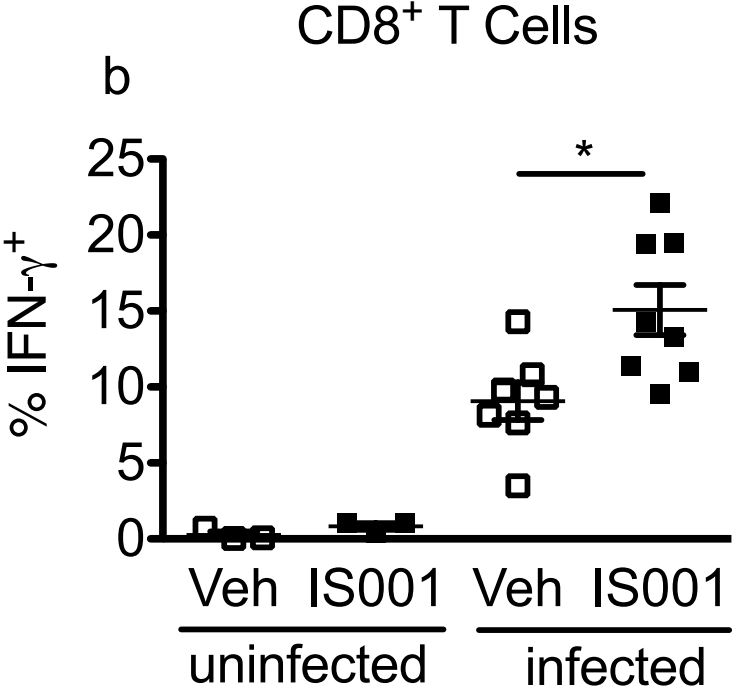 CD8⁺ T Cells
b
% IFN-γ⁺
25
20
15
10
5
0
*
Veh IS001 Veh IS001
uninfected infected